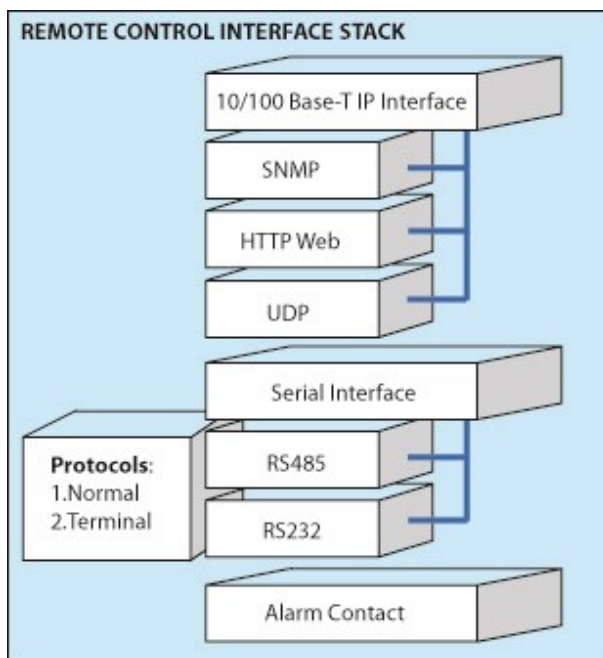 REMOTE CONTROL INTERFACE STACK
10/100 Base-T IP Interface
SNMP
HTTP Web
UDP
Serial Interface
Protocols:
1.Normal
2.Terminal
RS485
RS232
Alarm Contact